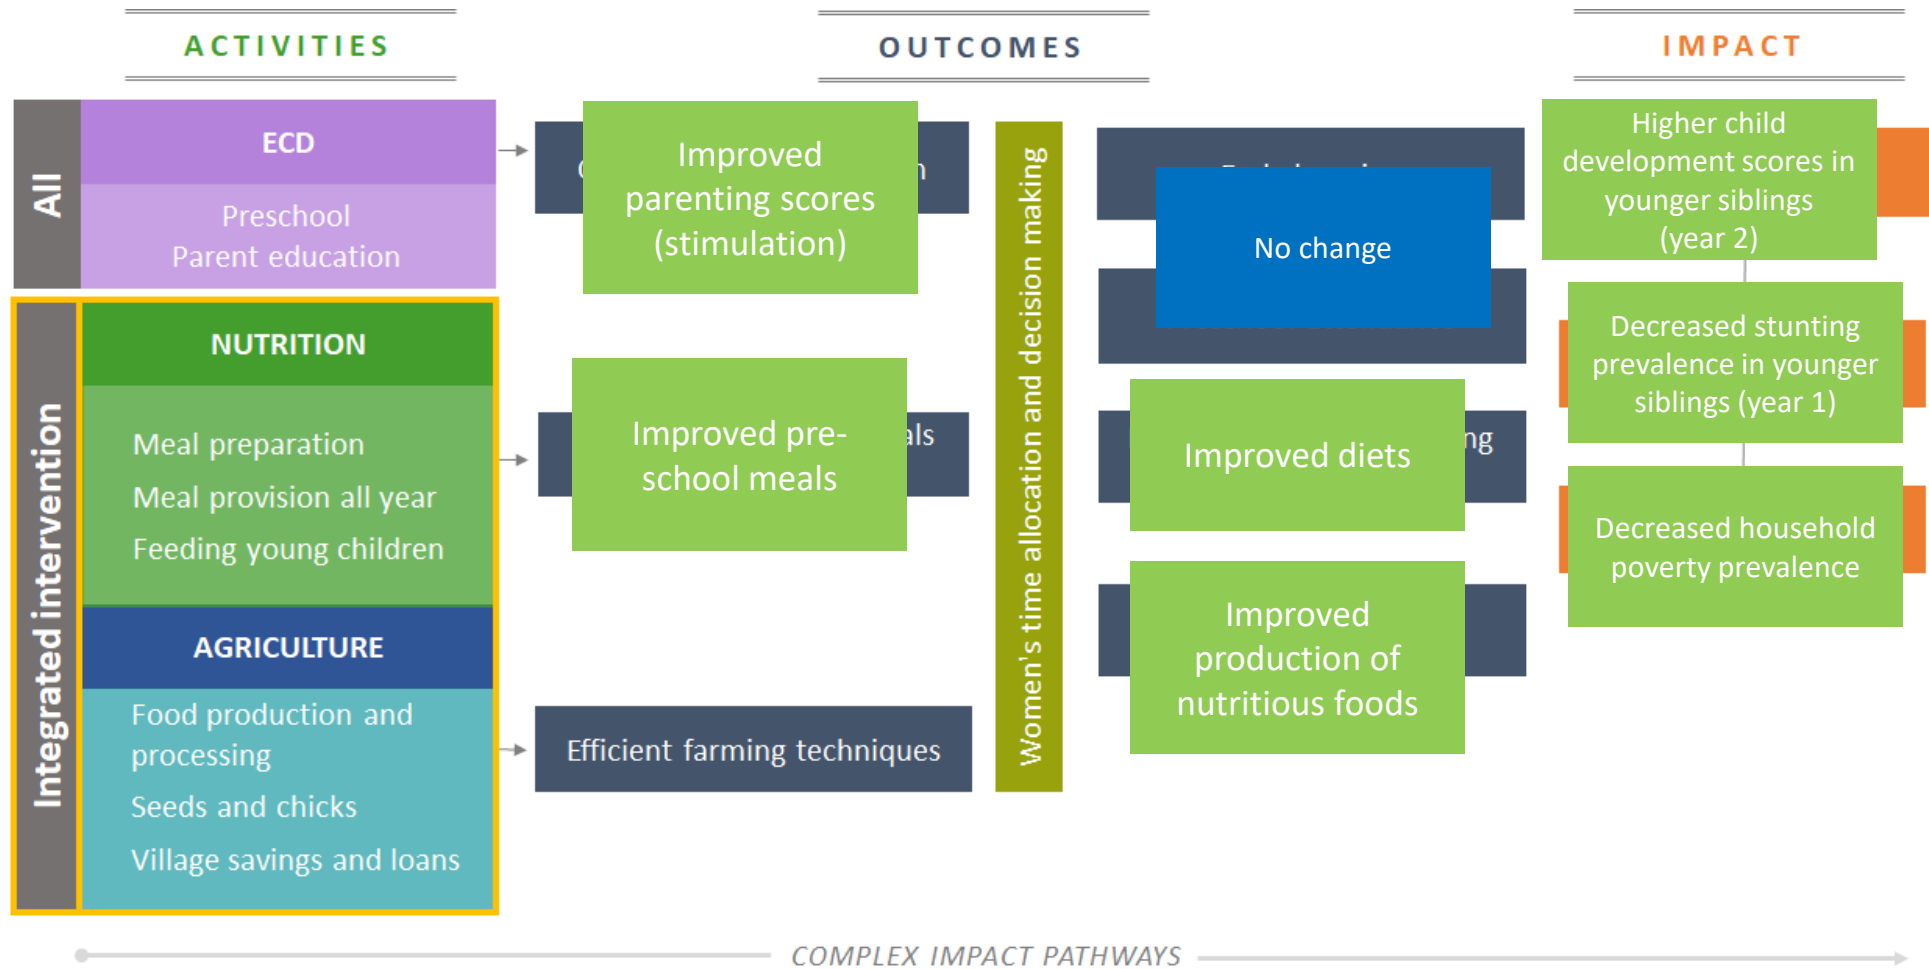 ACTIVITIES
OUTCOMES
IMPACT
All
ECD
Preschool
Parent education
Integrated intervention
NUTRITION
Meal preparation
Meal provision all year
Feeding young children
AGRICULTURE
Food production and
processing
Seeds and chicks
Village savings and loans
Improved
parenting scores
(stimulation)
Improved pre-
school meals
Efficient farming techniques
Women's time allocation and decision making
No change
Improved diets
Improved
production of
nutritious foods
Higher child
development scores in
younger siblings
(year 2)
Decreased stunting
prevalence in younger
siblings (year 1)
Decreased household
poverty prevalence
COMPLEX IMPACT PATHWAYS